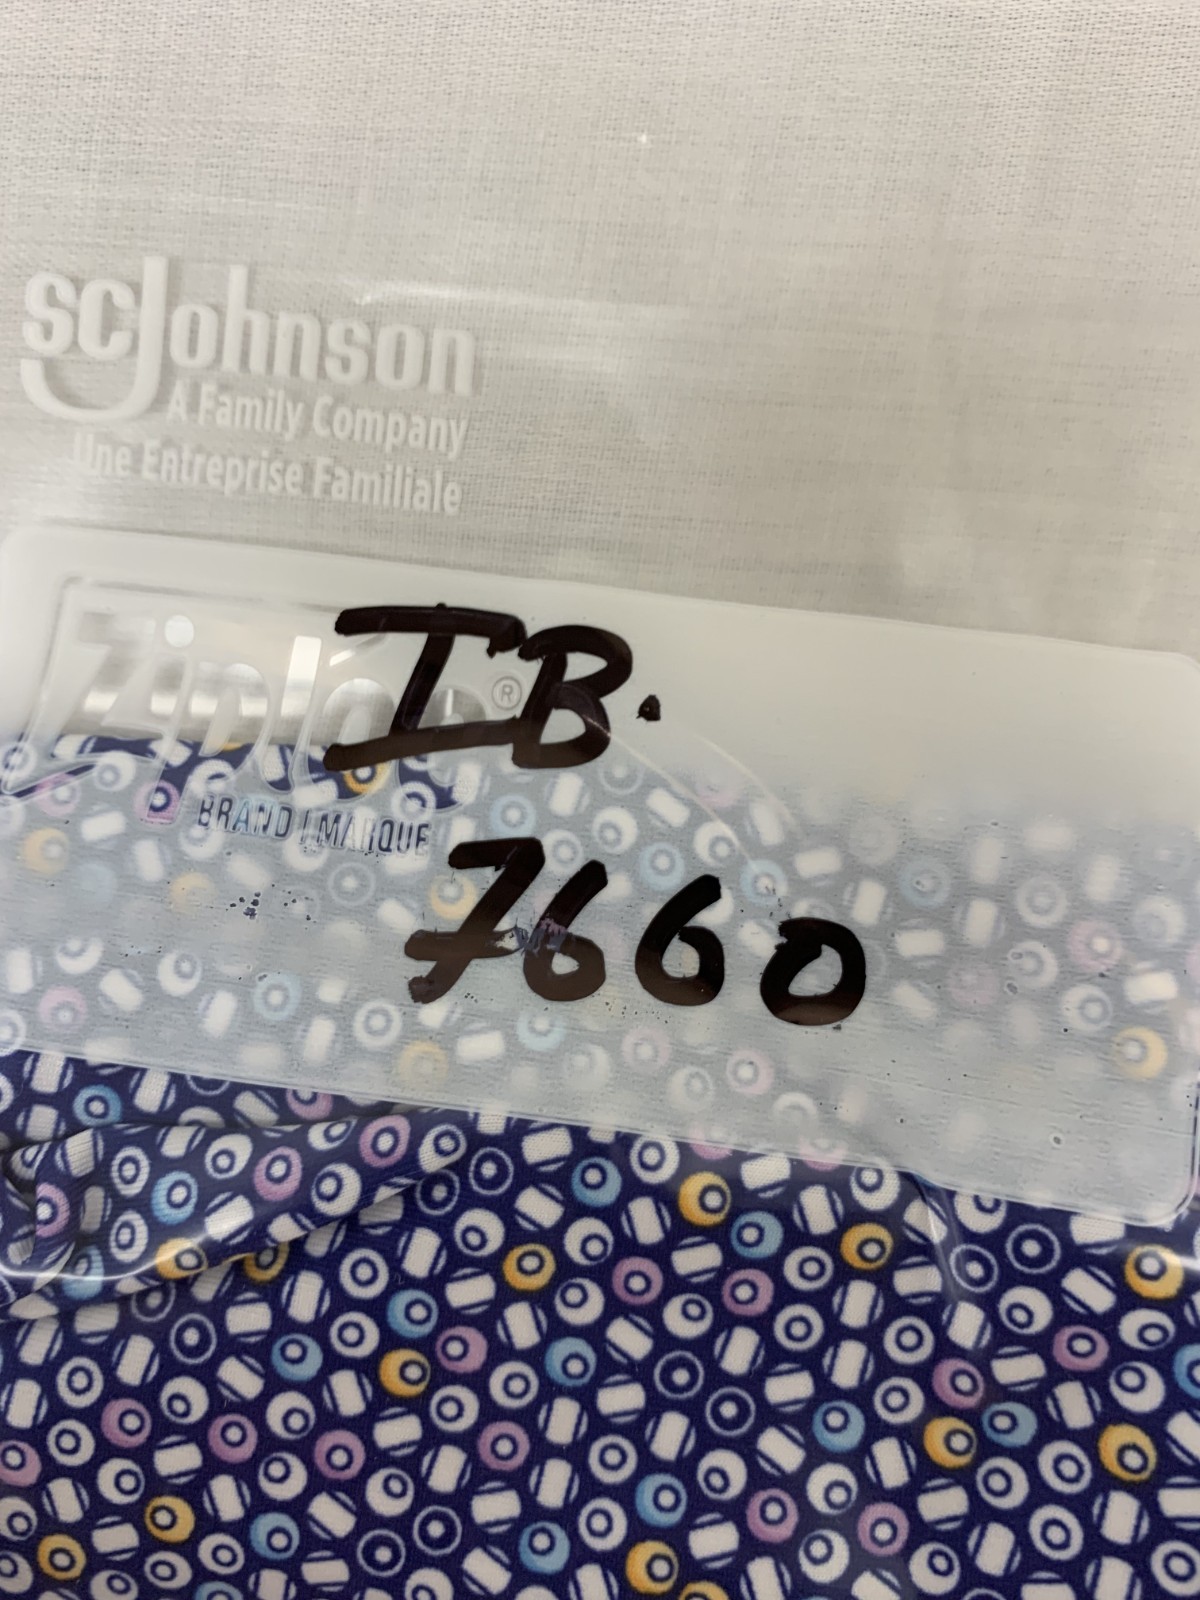 scJohnson
A Family Company
Une Entreprise Familiale
Ziploc®
IB.
BRAND | MARQUE
7660